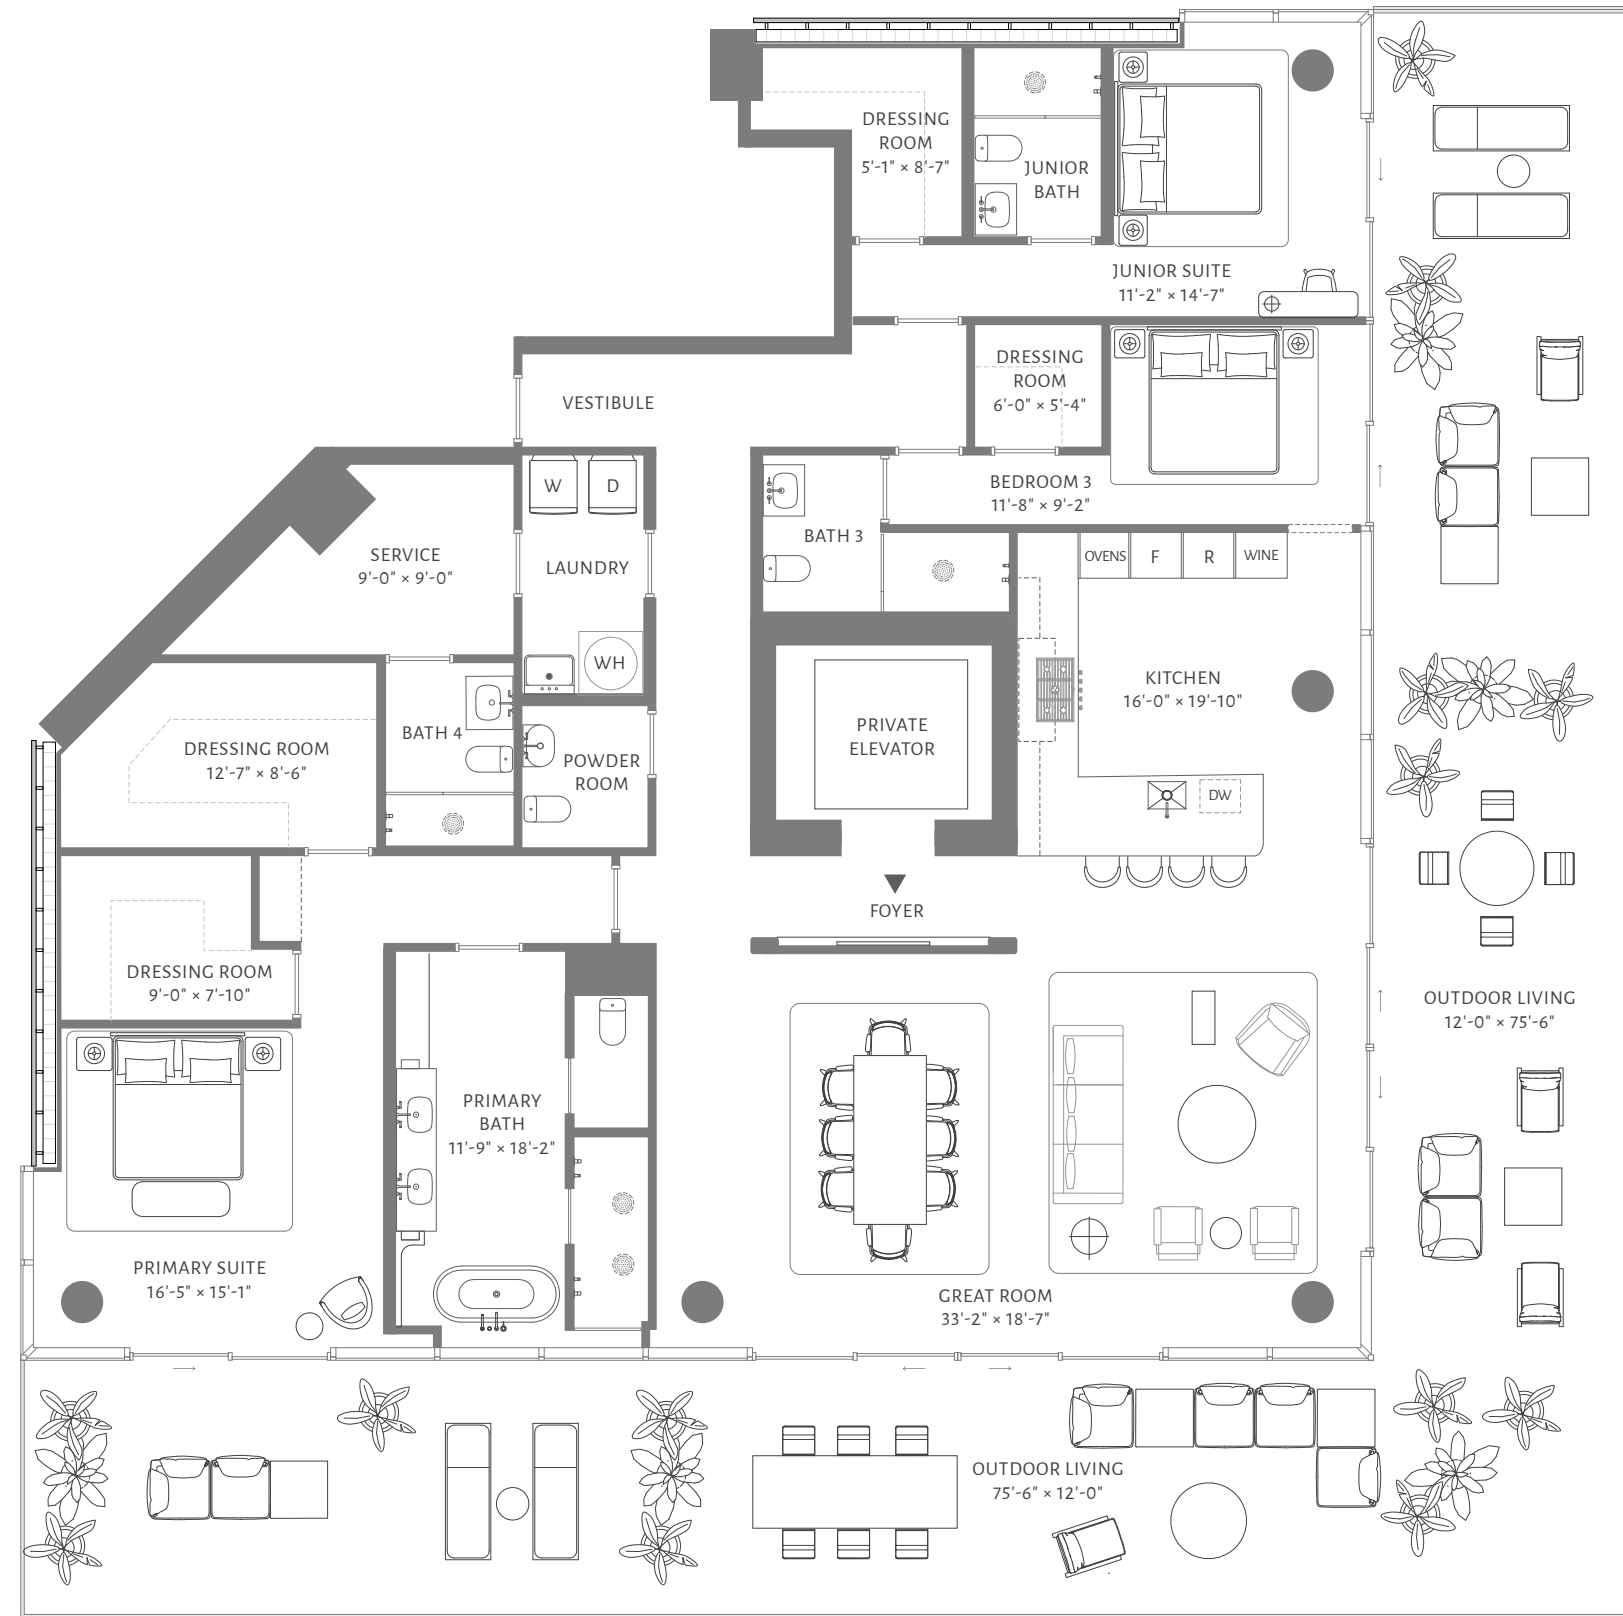 DRESSING
ROOM
5'-1" × 8'-7"
JUNIOR
BATH
JUNIOR SUITE
11'-2" × 14'-7"
DRESSING
ROOM
6'-0" × 5'-4"
VESTIBULE
BEDROOM 3
11'-8" × 9'-2"
W
D
BATH 3
SERVICE
9'-0" × 9'-0"
LAUNDRY
OVENS
F
R
WINE
WH
KITCHEN
16'-0" × 19'-10"
PRIVATE
ELEVATOR
BATH 4
DRESSING ROOM
12'-7" × 8'-6"
POWDER
ROOM
DW
FOYER
DRESSING ROOM
9'-0" × 7'-10"
OUTDOOR LIVING
12'-0" × 75'-6"
PRIMARY
BATH
11'-9" × 18'-2"
PRIMARY SUITE
16'-5" × 15'-1"
GREAT ROOM
33'-2" × 18'-7"
OUTDOOR LIVING
75'-6" × 12'-0"